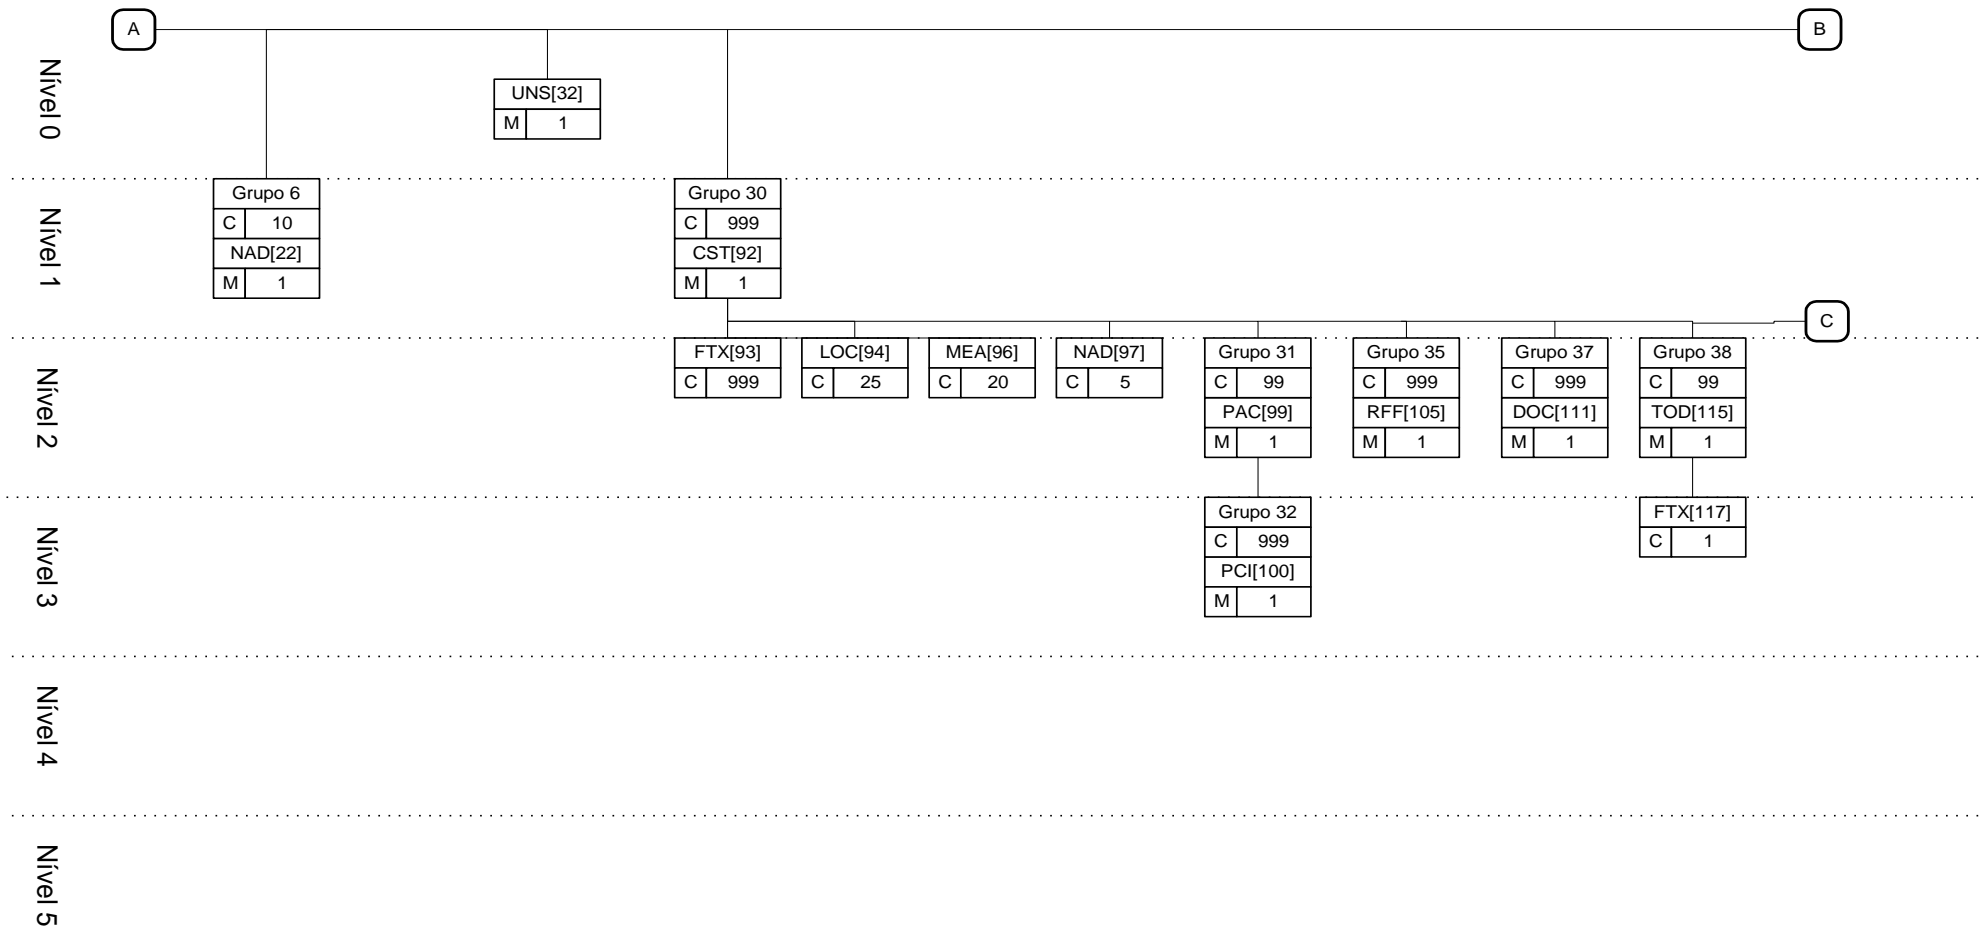 A
B
Nível 0
UNS[32]
M 1
Nível 1
Grupo 6
C 10
NAD[22]
M 1
Grupo 30
C 999
CST[92]
M 1
C
Nível 2
FTX[93]
C 999
LOC[94]
C 25
MEA[96]
C 20
NAD[97]
C 5
Grupo 31
C 99
PAC[99]
M 1
Grupo 35
C 999
RFF[105]
M 1
Grupo 37
C 999
DOC[111]
M 1
Grupo 38
C 99
TOD[115]
M 1
Nível 3
Grupo 32
C 999
PCI[100]
M 1
FTX[117]
C 1
Nível 4
Nível 5